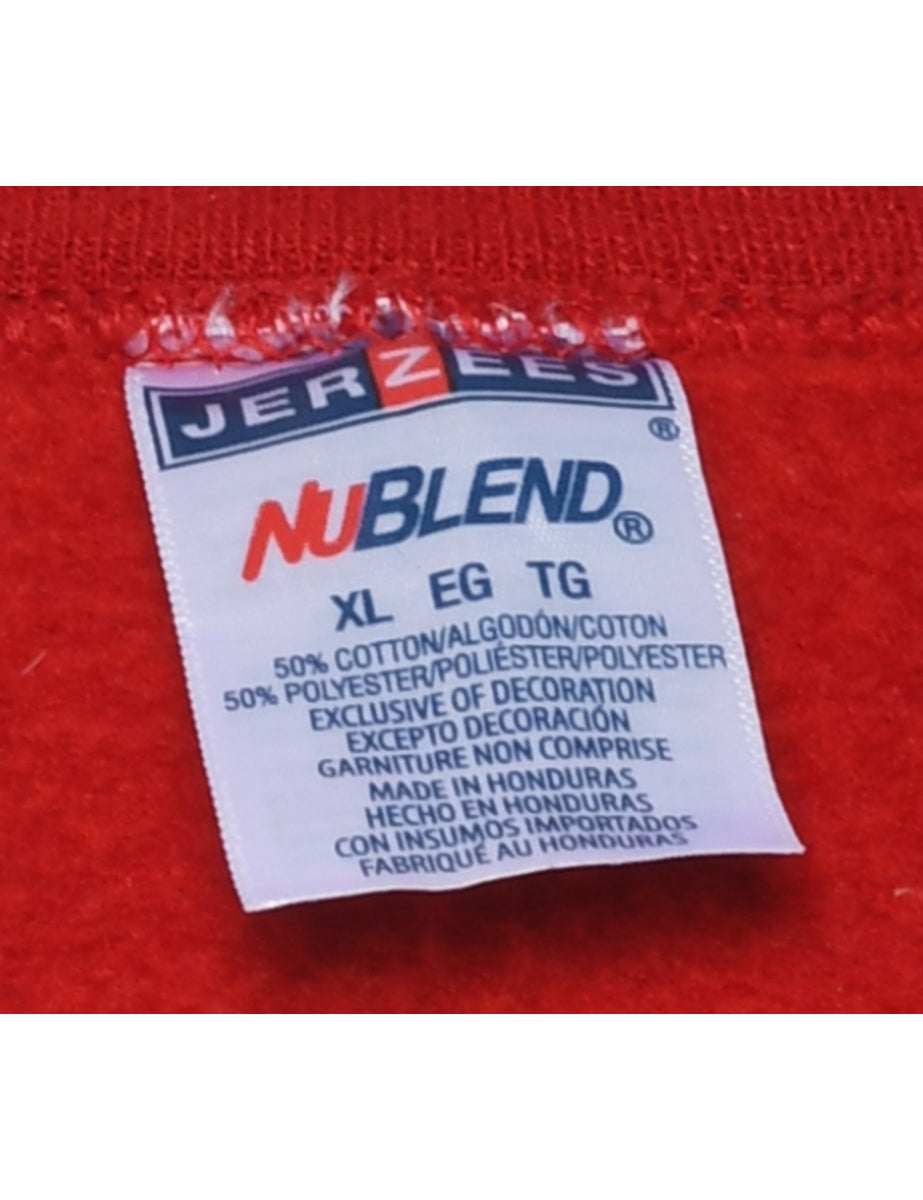 JERZEES®
NUBLEND®
XL EG TG
50% COTTON/ALGODÓN/COTON
50% POLYESTER/POLIÉSTER/POLYESTER
EXCLUSIVE OF DECORATION
EXCEPTO DECORACIÓN
GARNITURE NON COMPRISE
MADE IN HONDURAS
HECHO EN HONDURAS
CON INSUMOS IMPORTADOS
FABRIQUÉ AU HONDURAS